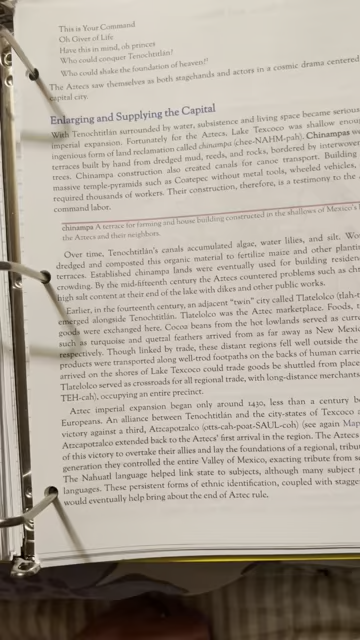 This is Your Command
Oh Giver of Life
Have this in mind, oh princes
Who could conquer Tenochtitlán?
Who could shake the foundation of heaven?¹
The Aztecs saw themselves as both stagehands and actors in a cosmic drama centered
capital city.
Enlarging and Supplying the Capital
With Tenochtitlán surrounded by water, subsistence and living space became serious
imperial expansion. Fortunately for the Aztecs, Lake Texcoco was shallow enou
ingenious form of land reclamation called chinampa (chee-NAHM-pah). Chinampas
terraces built by hand from dredged mud, reeds, and rocks, bordered by interwoven
trees. Chinampa construction also created canals for canoe transport. Building
massive temple-pyramids such as Coatepec without metal tools, wheeled vehicles,
required thousands of workers. Their construction, therefore, is a testimony to the
command labor.
chinampa A terrace for farming and house building constructed in the shallows of Mexico's
the Aztecs and their neighbors.
Over time, Tenochtitlán's canals accumulated algae, water lilies, and silt. Wo
dredged and composted this organic material to fertilize maize and other plantin
terraces. Established chinampa lands were eventually used for building residen
crowding. By the mid-fifteenth century the Aztecs countered problems such as ch
high salt content at their end of the lake with dikes and other public works.
Earlier, in the fourteenth century, an adjacent "twin" city called Tlatelolco (tlah-t
emerged alongside Tenochtitlán. Tlatelolco was the Aztec marketplace. Foods,
goods were exchanged here. Cocoa beans from the hot lowlands served as curre
such as turquoise and quetzal feathers arrived from as far away as New Mexic
respectively. Though linked by trade, these distant regions fell well outside the
products were transported along well-trod footpaths on the backs of human carrie
arrived on the shores of Lake Texcoco could trade goods be shuttled from place
Tlatelolco served as crossroads for all regional trade, with long-distance merchants
TEH-cah), occupying an entire precinct.
Aztec imperial expansion began only around 1430, less than a century be
Europeans. An alliance between Tenochtitlán and the city-states of Texcoco a
victory against a third, Atzcapotzalco (otts-cah-poat-SAUL-coh) (see again Map
Atzcapotzalco extended back to the Aztecs' first arrival in the region. The Aztecs
of this victory to overtake their allies and lay the foundations of a regional, tribut
generation they controlled the entire Valley of Mexico, exacting tribute from se
The Nahuatl language helped link state to subjects, although many subject
languages. These persistent forms of ethnic identification, coupled with stagge
would eventually help bring about the end of Aztec rule.